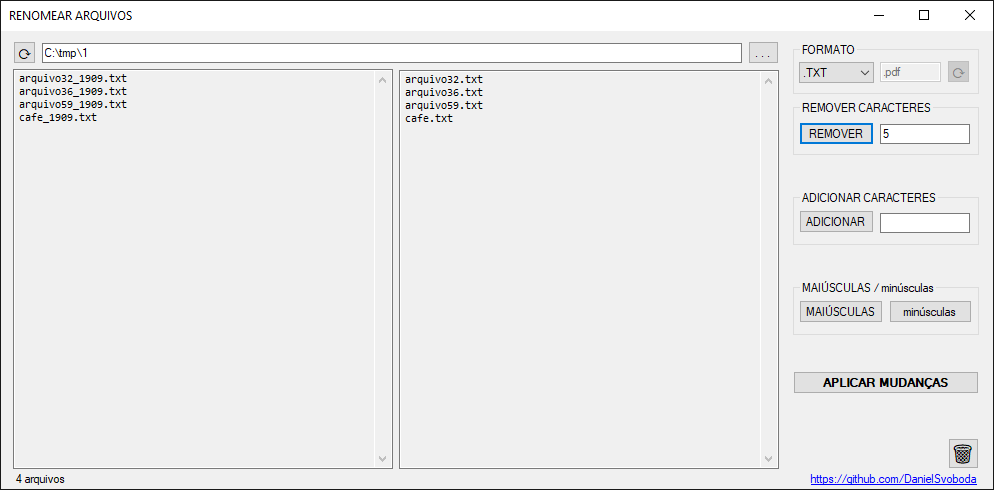 RENOMEAR ARQUIVOS
C:\tmp\1
...
arquivo32_1909.txt
arquivo36_1909.txt
arquivo59_1909.txt
cafe_1909.txt
arquivo32.txt
arquivo36.txt
arquivo59.txt
cafe.txt
FORMATO
.TXT
.pdf
REMOVER CARACTERES
REMOVER
5
ADICIONAR CARACTERES
ADICIONAR
MAIÚSCULAS / minúsculas
MAIÚSCULAS
minúsculas
APLICAR MUDANÇAS
4 arquivos
https://github.com/DanielSvoboda